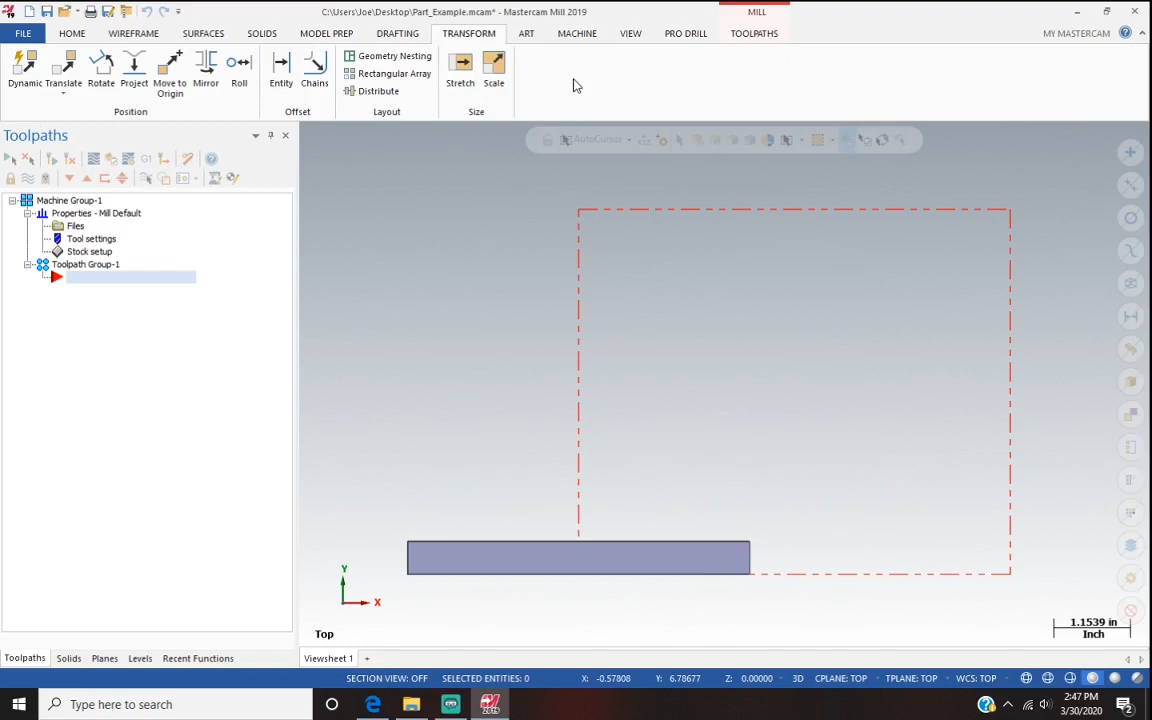 C:\Users\Joe\Desktop\Part_Example.mcam* - Mastercam Mill 2019
MILL
FILE HOME WIREFRAME SURFACES SOLIDS MODEL PREP DRAFTING TRANSFORM ART MACHINE VIEW PRO DRILL TOOLPATHS MY MASTERCAM
Dynamic Translate Rotate Project Move to Origin Mirror Roll Entity Chains Geometry Nesting Stretch Scale
Rectangular Array
Distribute
Position Offset Layout Size
Toolpaths
AutoCursor
G1
Machine Group-1
Properties - Mill Default
Files
Tool settings
Stock setup
Toolpath Group-1
Y
X
Top
1.1539 in
Inch
Toolpaths Solids Planes Levels Recent Functions Viewsheet 1 +
SECTION VIEW: OFF SELECTED ENTITIES: 0 X: -0.57808 Y: 6.78677 Z: 0.00000 3D CPLANE: TOP TPLANE: TOP WCS: TOP
Type here to search
2019
2:47 PM
3/30/2020
2